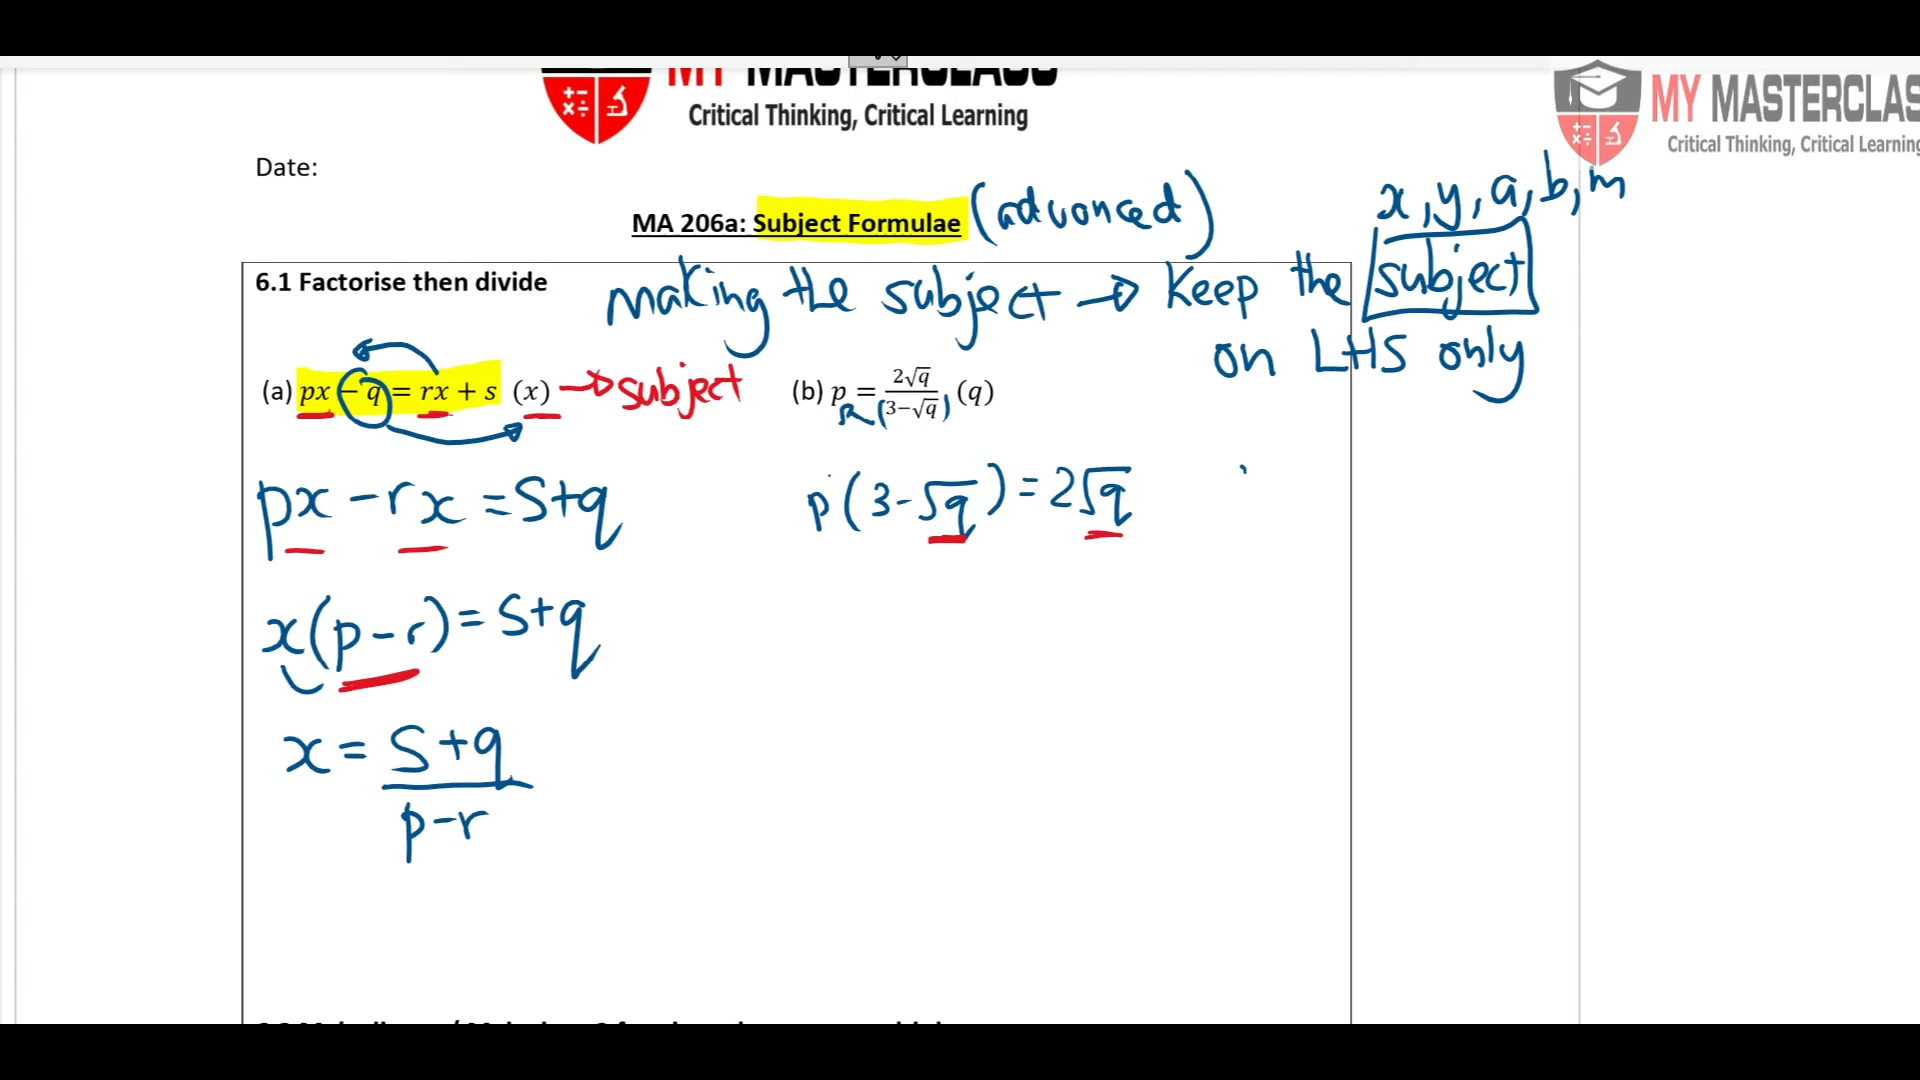 MY MASTERCLASS
Critical Thinking, Critical Learning
MY MASTERCLAS
Critical Thinking, Critical Learning
Date:
x, y, a, b, m
MA 206a: Subject Formulae (advanced)
6.1 Factorise then divide
making the subject → Keep the subject
on LHS only
(a) px − q = rx + s (x) → subject
(b) p = 2√q / 3−√q , (q)
px − rx = s+q
p(3−√q) = 2√q
x(p−r) = s+q
x = s+q / p−r